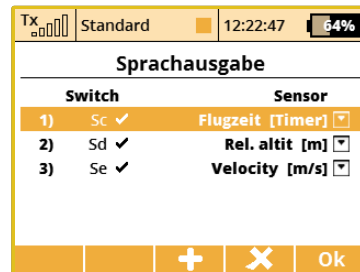 Tx Standard 12:22:47 64%
Sprachausgabe
Switch Sensor
1) Sc ✔ Flugzeit [Timer]
2) Sd ✔ Rel. altit [m]
3) Se ✔ Velocity [m/s]
Ok